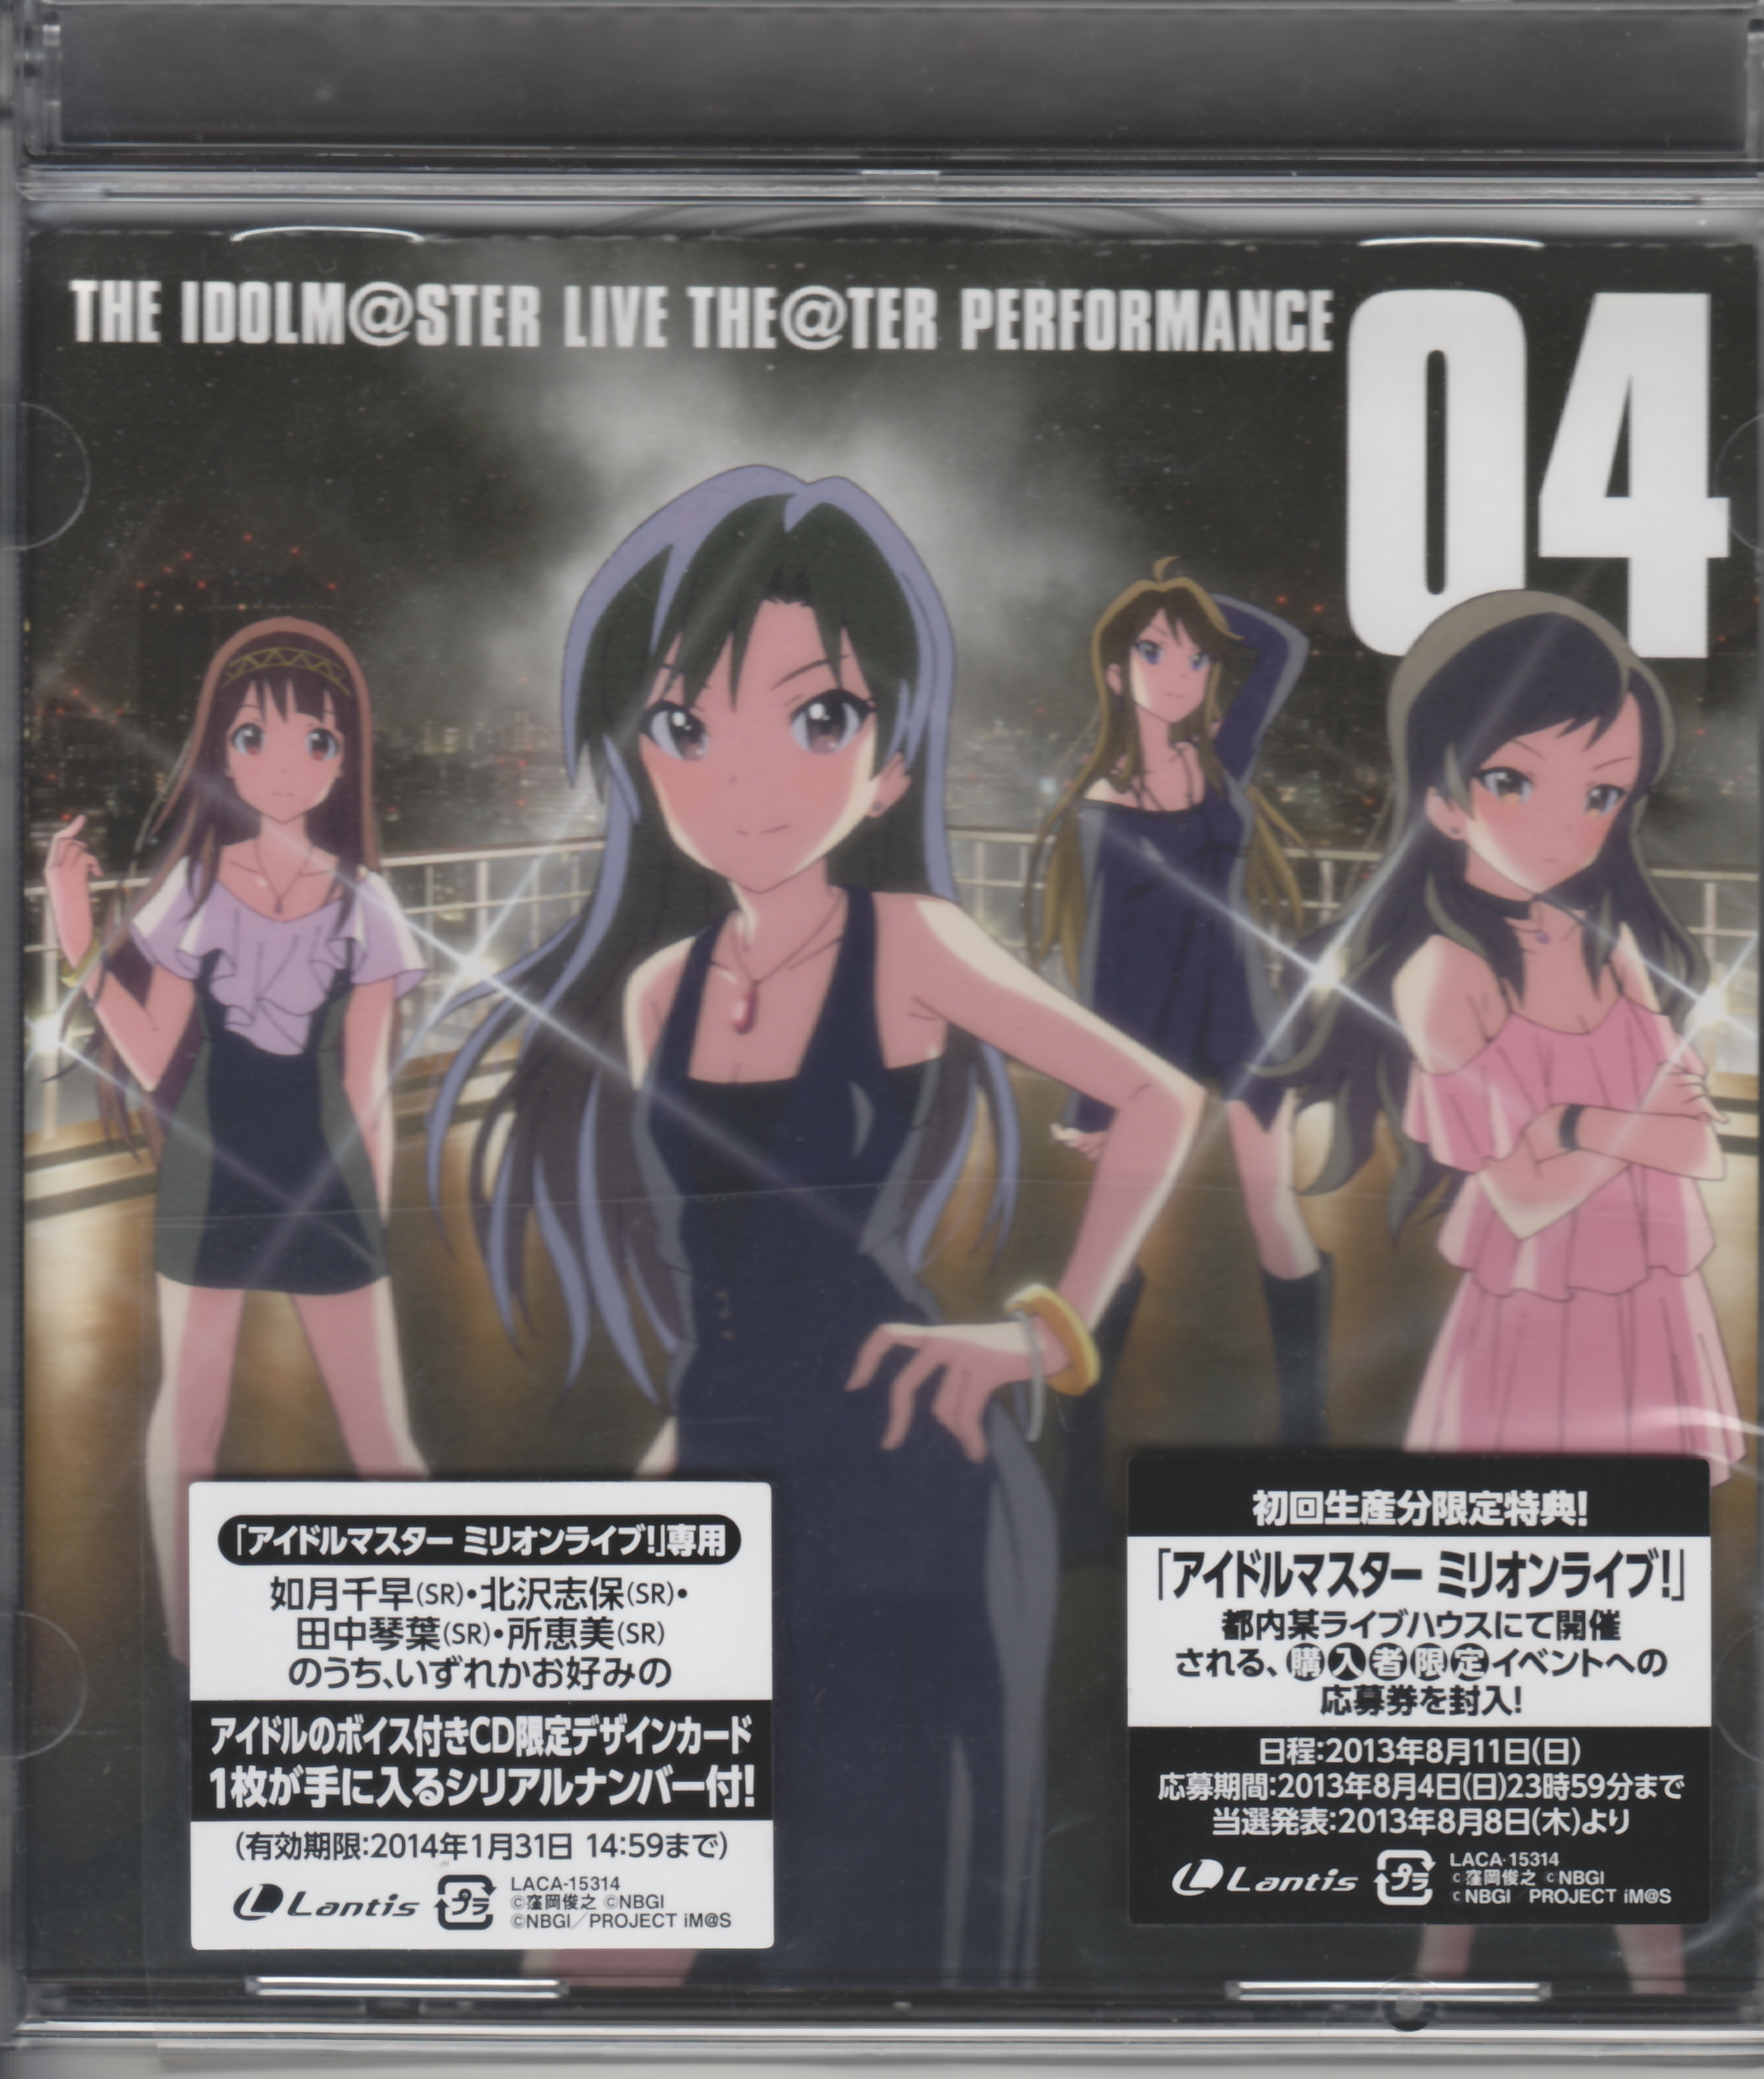 THE IDOLM@STER LIVE THE@TER PERFORMANCE
04
「アイドルマスター ミリオンライブ!」専用
如月千早(SR)・北沢志保(SR)・
田中琴葉(SR)・所恵美(SR)
のうち、いずれかお好みの
アイドルのボイス付きCD限定デザインカード
1枚が手に入るシリアルナンバー付!
(有効期限:2014年1月31日 14:59まで)
Lantis
プラ
LACA-15314
©窪岡俊之 ©NBGI
©NBGI/PROJECT iM@S
初回生産分限定特典!
「アイドルマスター ミリオンライブ!」
都内某ライブハウスにて開催
される、購入者限定イベントへの
応募券を封入!
日程:2013年8月11日(日)
応募期間:2013年8月4日(日)23時59分まで
当選発表:2013年8月8日(木)より
Lantis
プラ
LACA-15314
©窪岡俊之 ©NBGI
©NBGI PROJECT iM@S